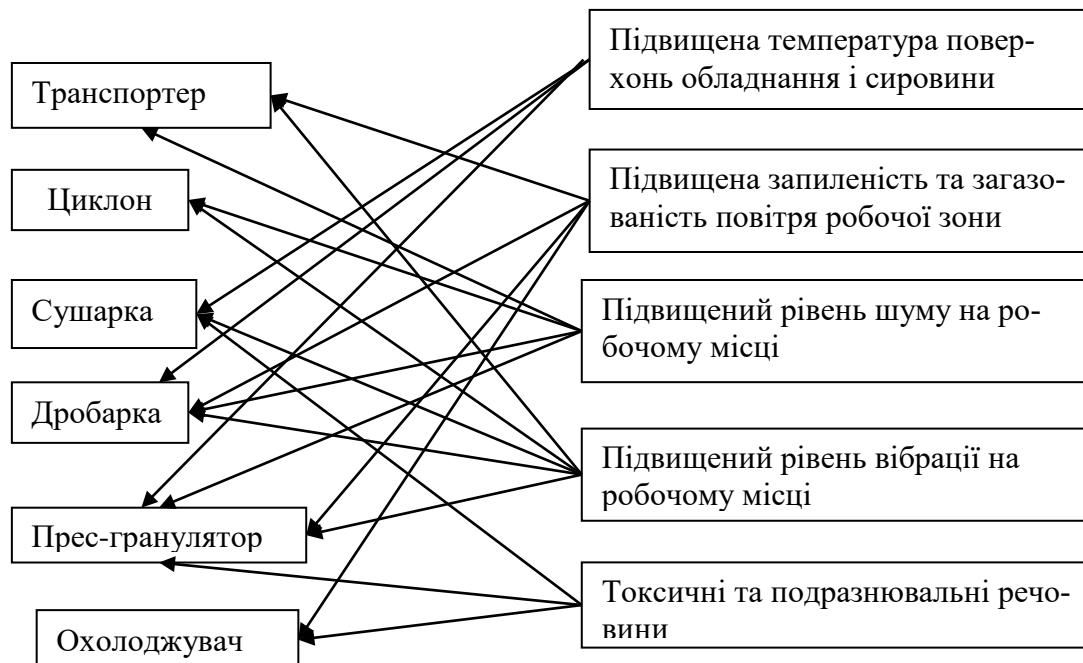 Транспортер
Циклон
Сушарка
Дробарка
Прес-гранулятор
Охолоджувач
Підвищена температура повер-
хонь обладнання і сировини
Підвищена запиленість та загазо-
ваність повітря робочої зони
Підвищений рівень шуму на ро-
бочому місці
Підвищений рівень вібрації на
робочому місці
Токсичні та подразнювальні речо-
вини